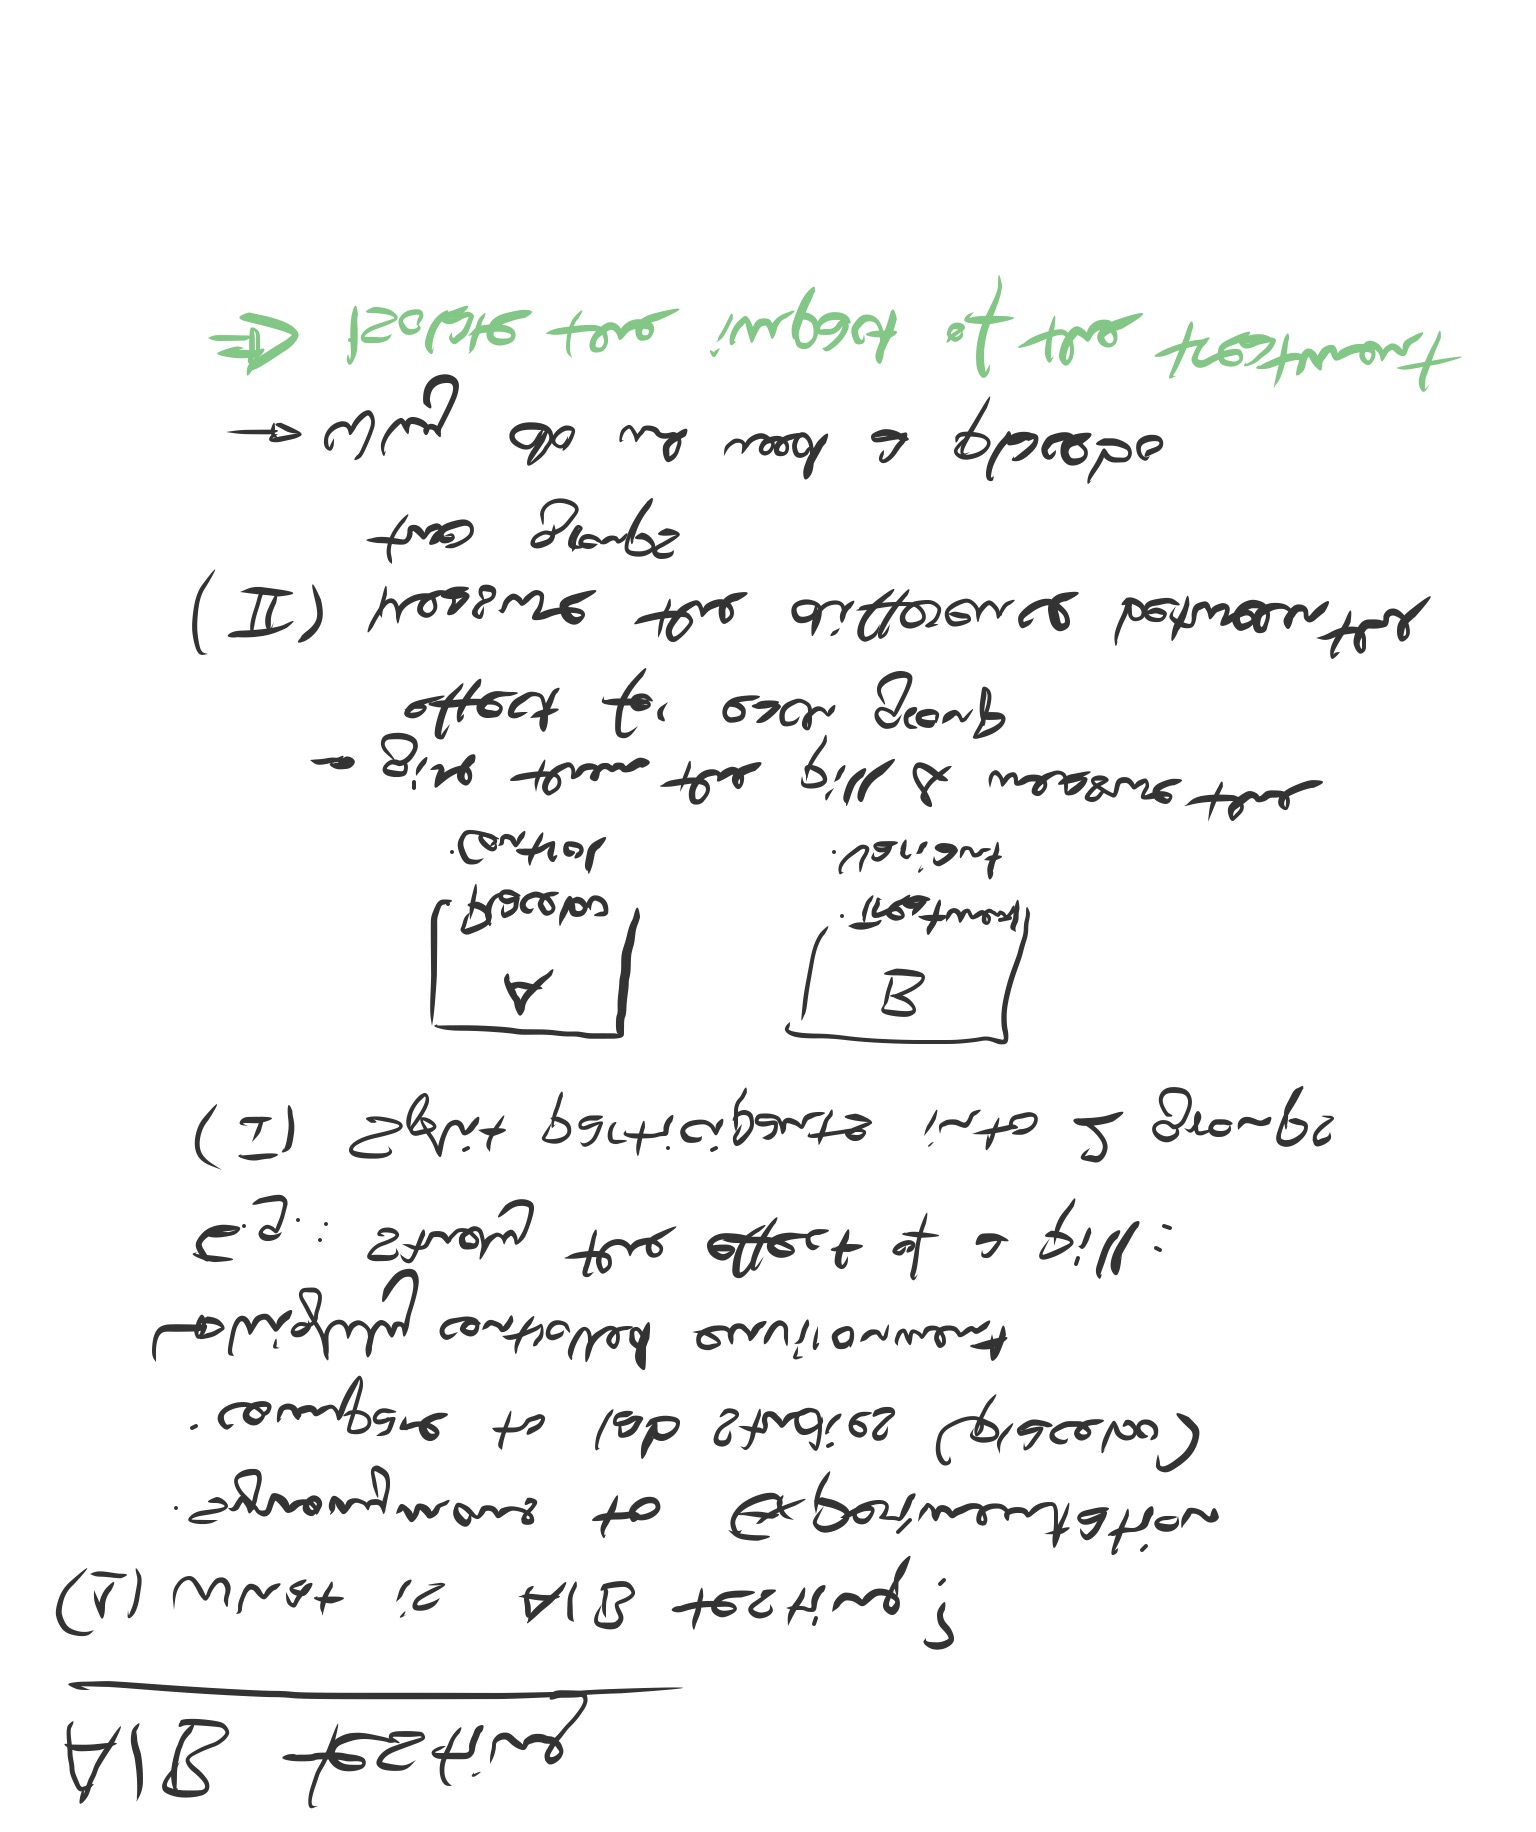 A/B testing
(1) What is A/B testing?
· Synonymous to Experimentation
· compare to lab studies (placebo)
↳ highly controlled environment
E.g.: Study the effect of a pill:
(I) Split participants into 2 groups
A B
Placebo · Treatment
· Control · Variant
→ give them the pill & measure the
effect for each group
(II) Measure the difference between the
two groups
→ Why do we need a placebo
⇒ Isolate the impact of the treatment